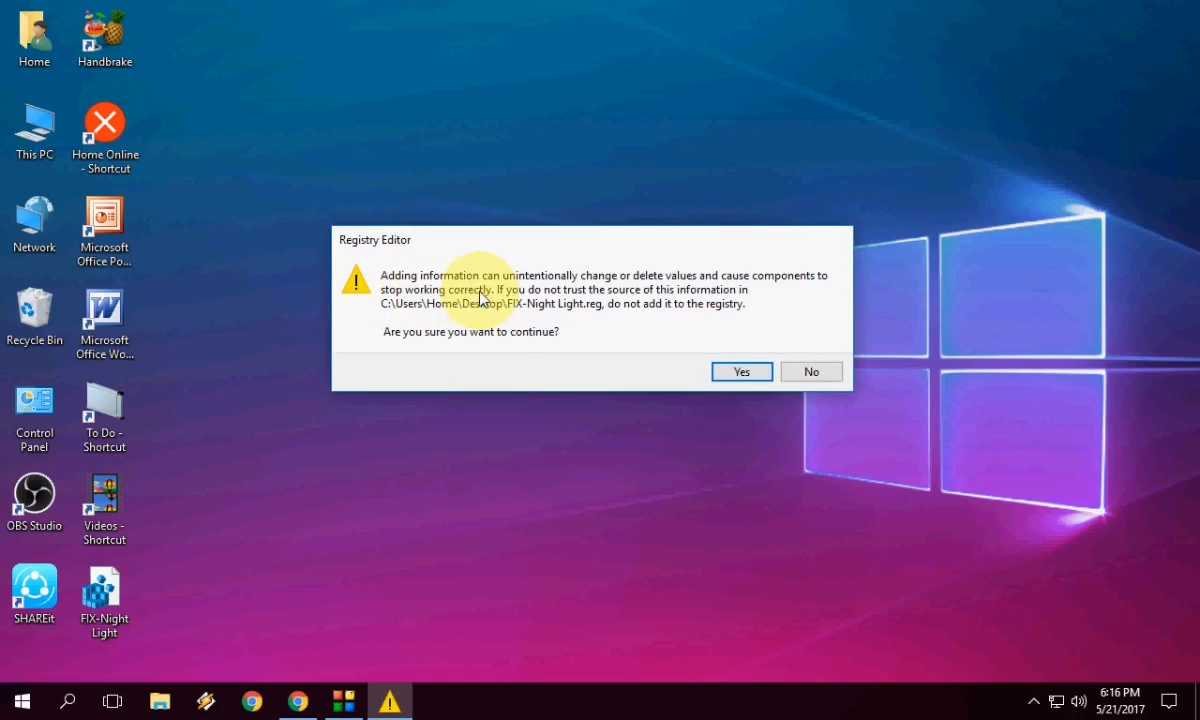 Home
Handbrake
This PC
Home Online
- Shortcut
Network
Microsoft
Office Po...
Recycle Bin
Microsoft
Office Wo...
Control
Panel
To Do -
Shortcut
OBS Studio
Videos -
Shortcut
SHAREit
FIX-Night
Light
Registry Editor
Adding information can unintentionally change or delete values and cause components to
stop working correctly. If you do not trust the source of this information in
C:\Users\Home\Desktop\FIX-Night Light.reg, do not add it to the registry.
Are you sure you want to continue?
Yes
No
6:16 PM
5/21/2017